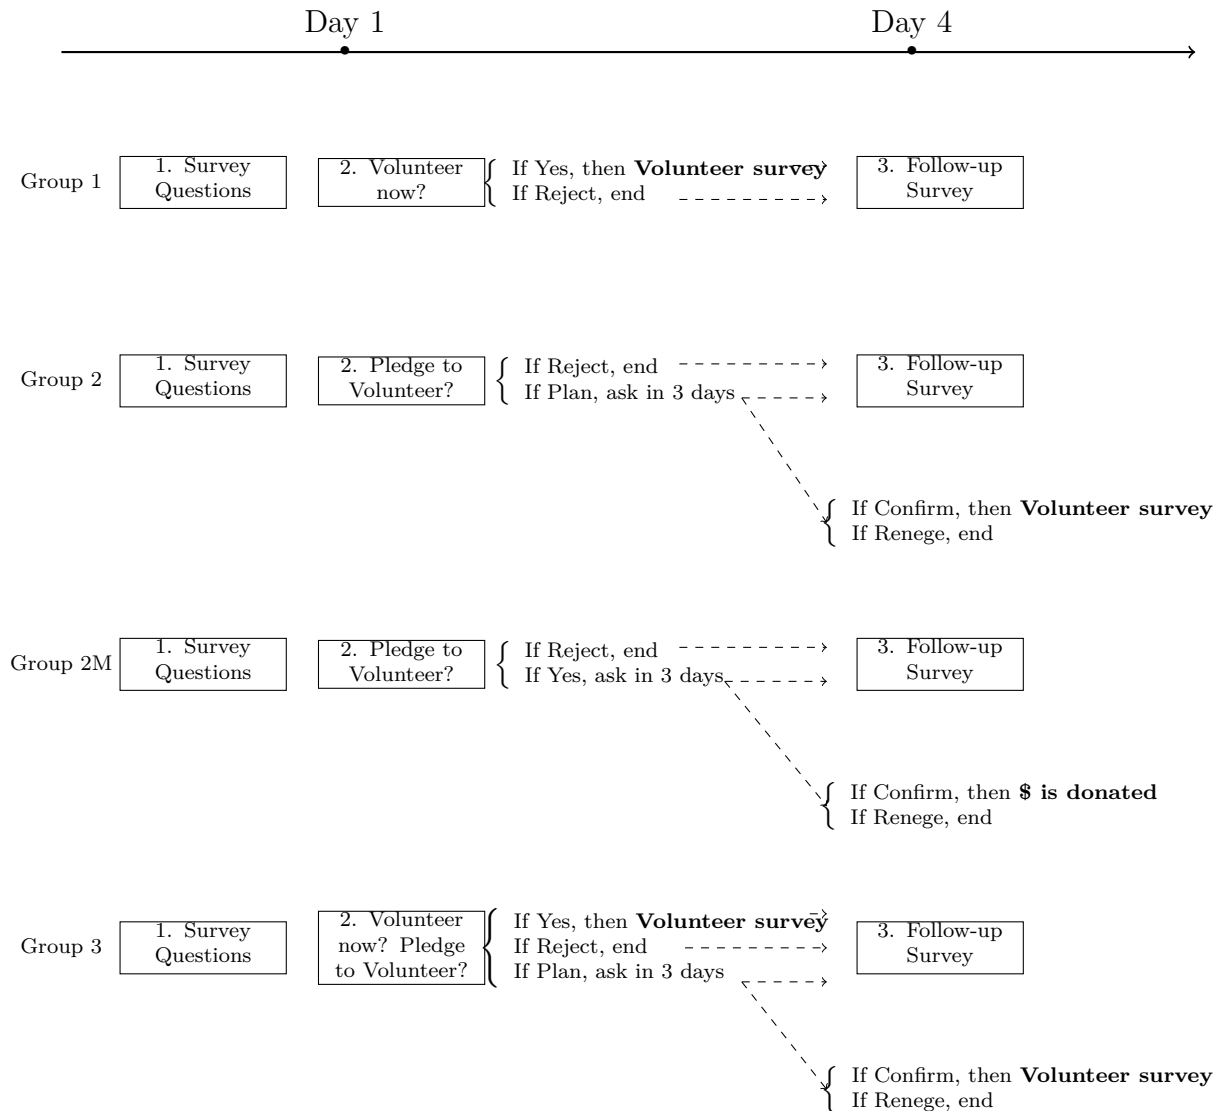 Day 1
Day 4
Group 1
1. Survey
Questions
2. Volunteer
now?
If Yes, then Volunteer survey
If Reject, end
3. Follow-up
Survey
Group 2
1. Survey
Questions
2. Pledge to
Volunteer?
If Reject, end
If Plan, ask in 3 days
3. Follow-up
Survey
If Confirm, then Volunteer survey
If Renege, end
Group 2M
1. Survey
Questions
2. Pledge to
Volunteer?
If Reject, end
If Yes, ask in 3 days
3. Follow-up
Survey
If Confirm, then $ is donated
If Renege, end
Group 3
1. Survey
Questions
2. Volunteer
now? Pledge
to Volunteer?
If Yes, then Volunteer survey
If Reject, end
If Plan, ask in 3 days
3. Follow-up
Survey
If Confirm, then Volunteer survey
If Renege, end